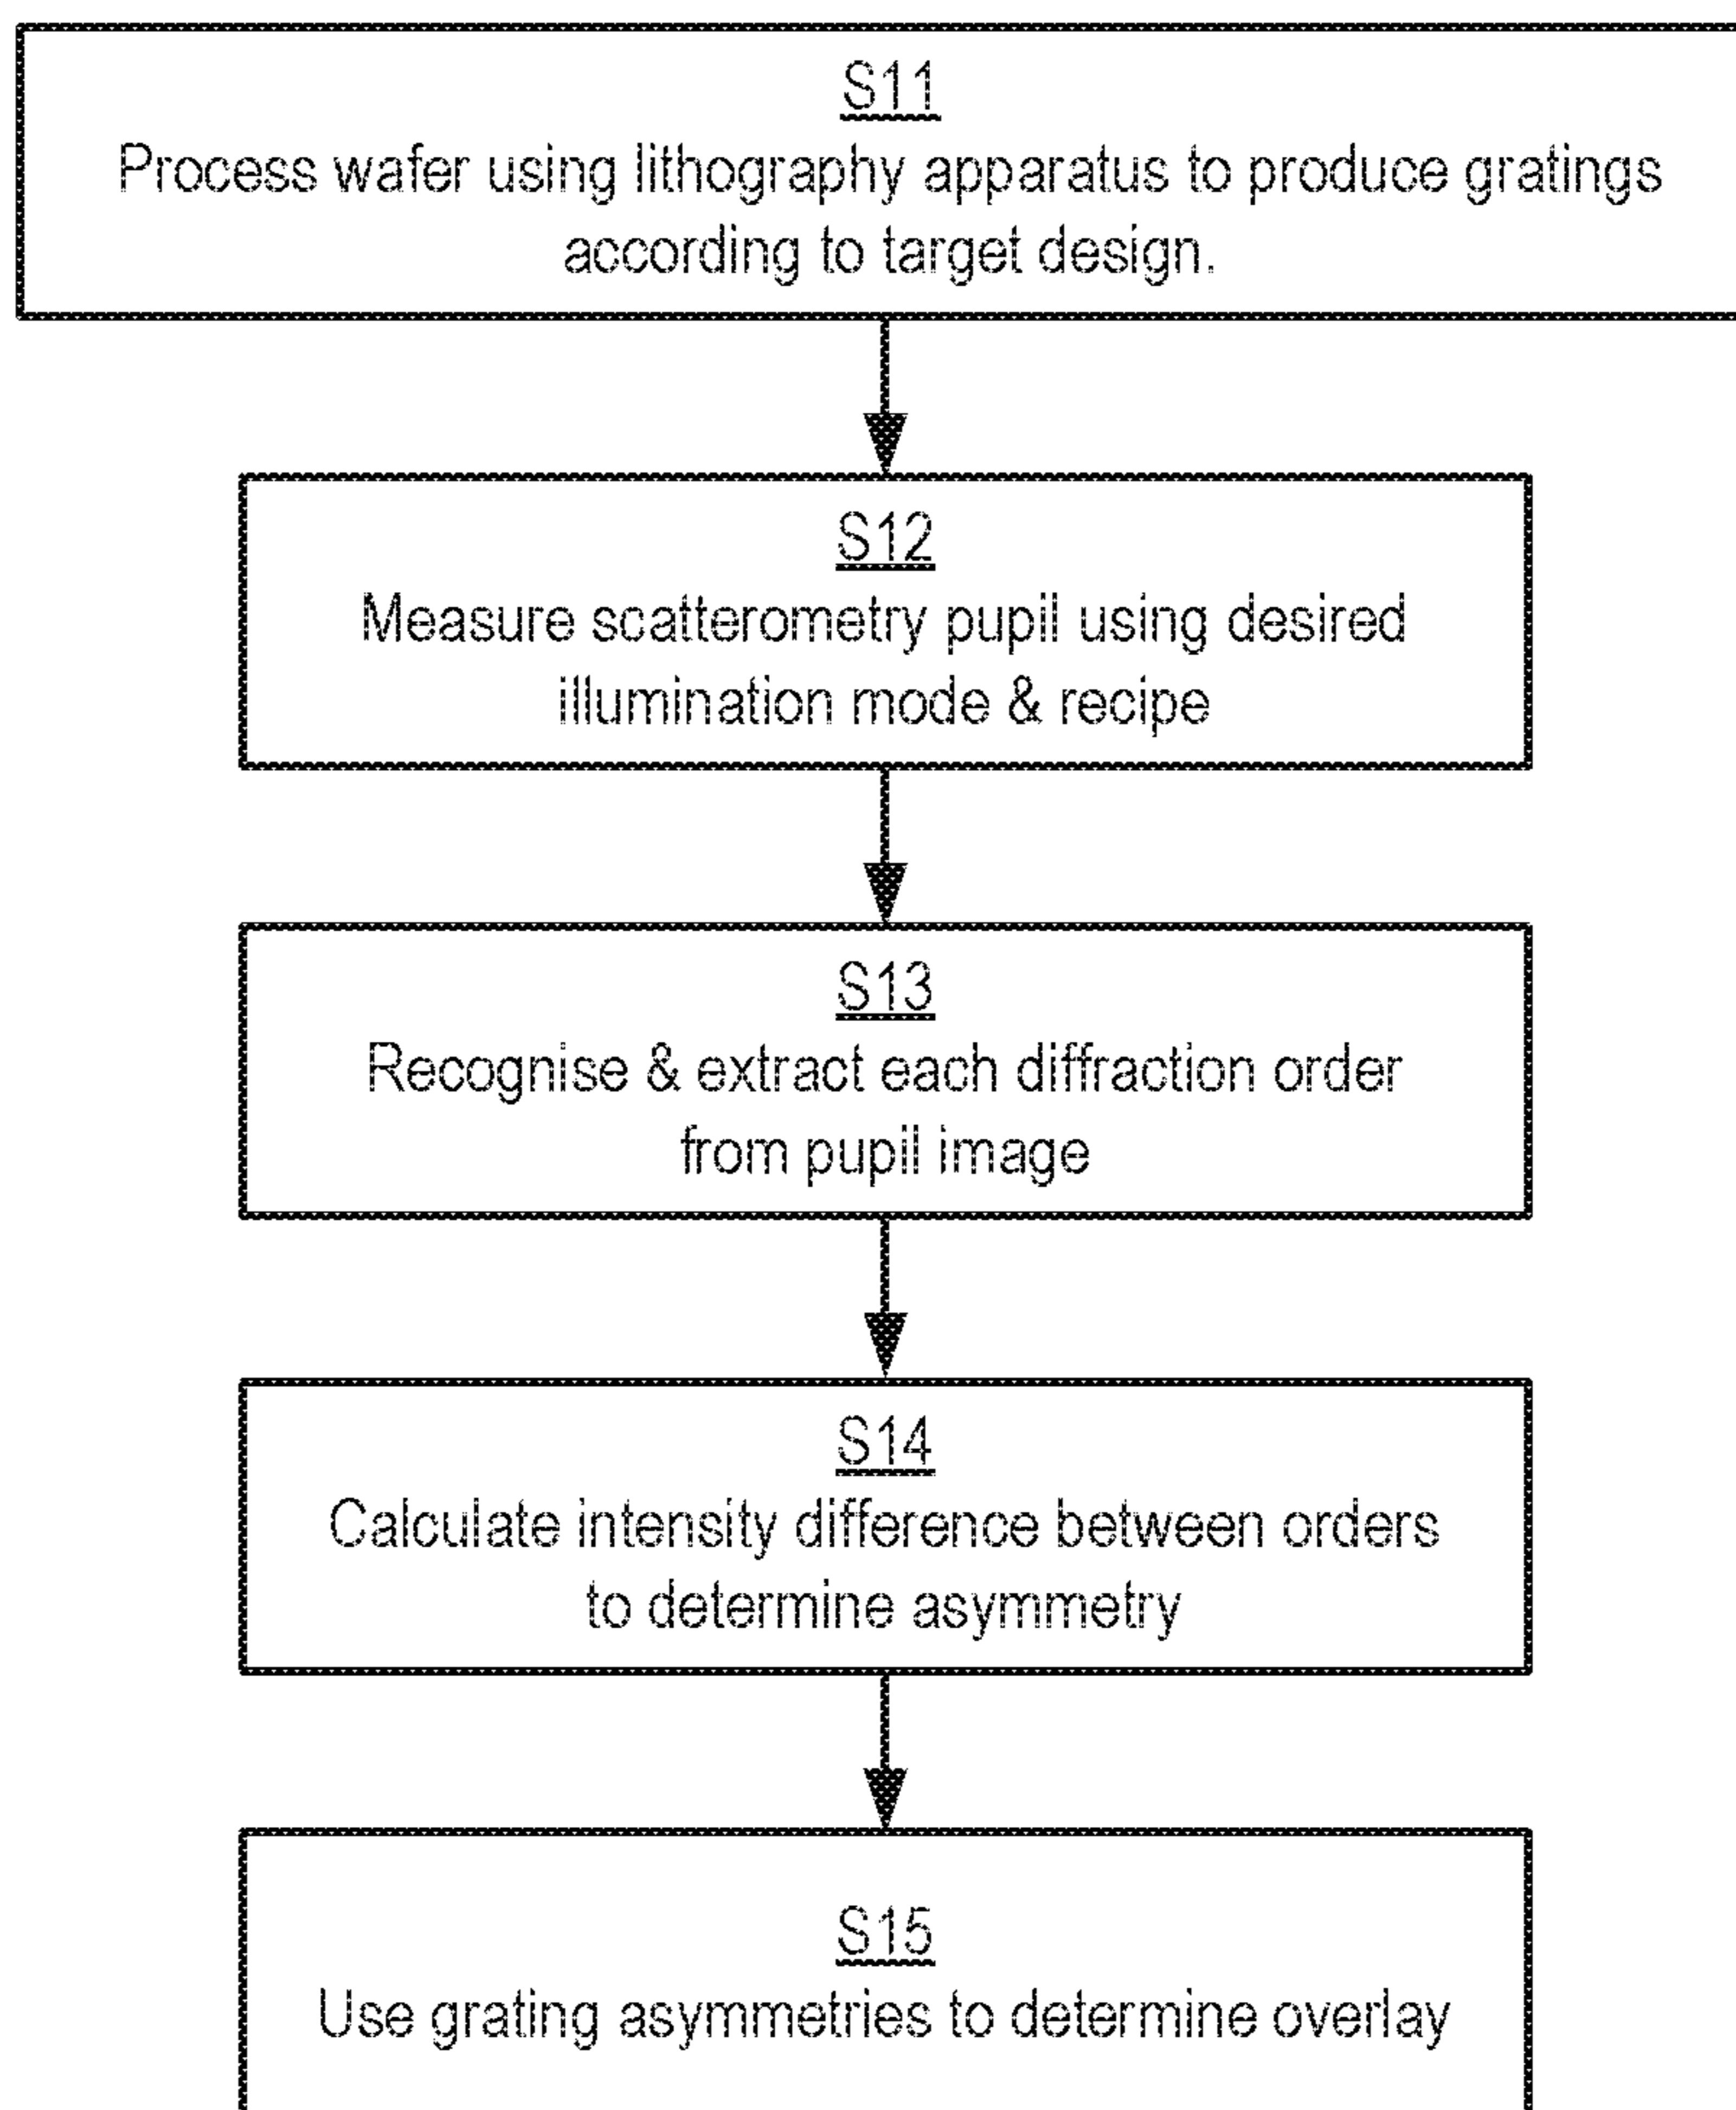 S11
Process wafer using lithography apparatus to produce gratings
according to target design.
S12
Measure scatterometry pupil using desired
illumination mode & recipe
S13
Recognise & extract each diffraction order
from pupil image
S14
Calculate intensity difference between orders
to determine asymmetry
S15
Use grating asymmetries to determine overlay